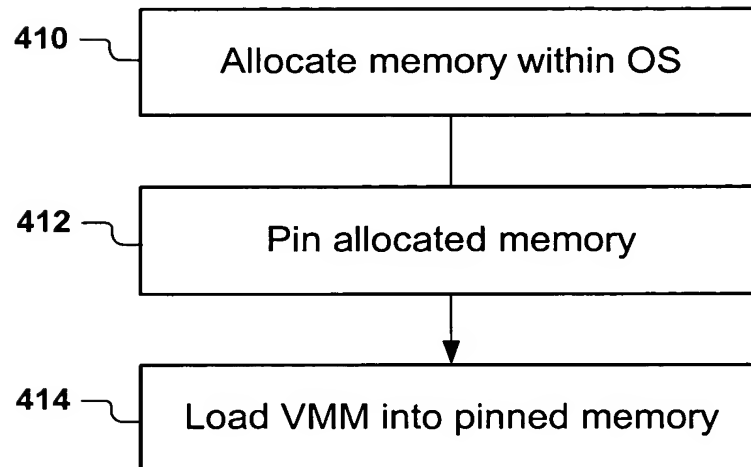 410 Allocate memory within OS
412 Pin allocated memory
414 Load VMM into pinned memory